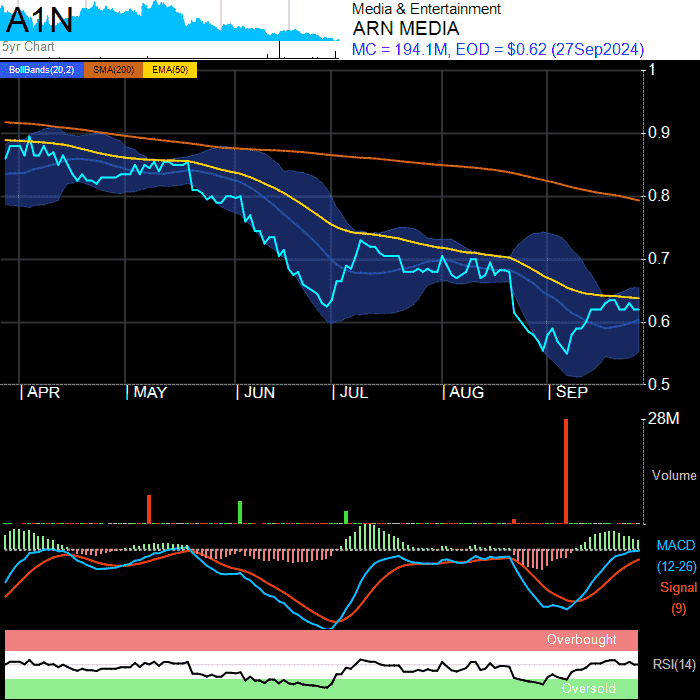 A1N
5yr Chart
Media & Entertainment
ARN MEDIA
MC = 194.1M, EOD = $0.62 (27Sep2024)
BollBands(20,2) SMA(200) EMA(50)
1
0.9
0.8
0.7
0.6
0.5
APR MAY JUN JUL AUG SEP
28M
Volume
MACD
(12-26)
Signal
(9)
Overbought
RSI(14)
Oversold